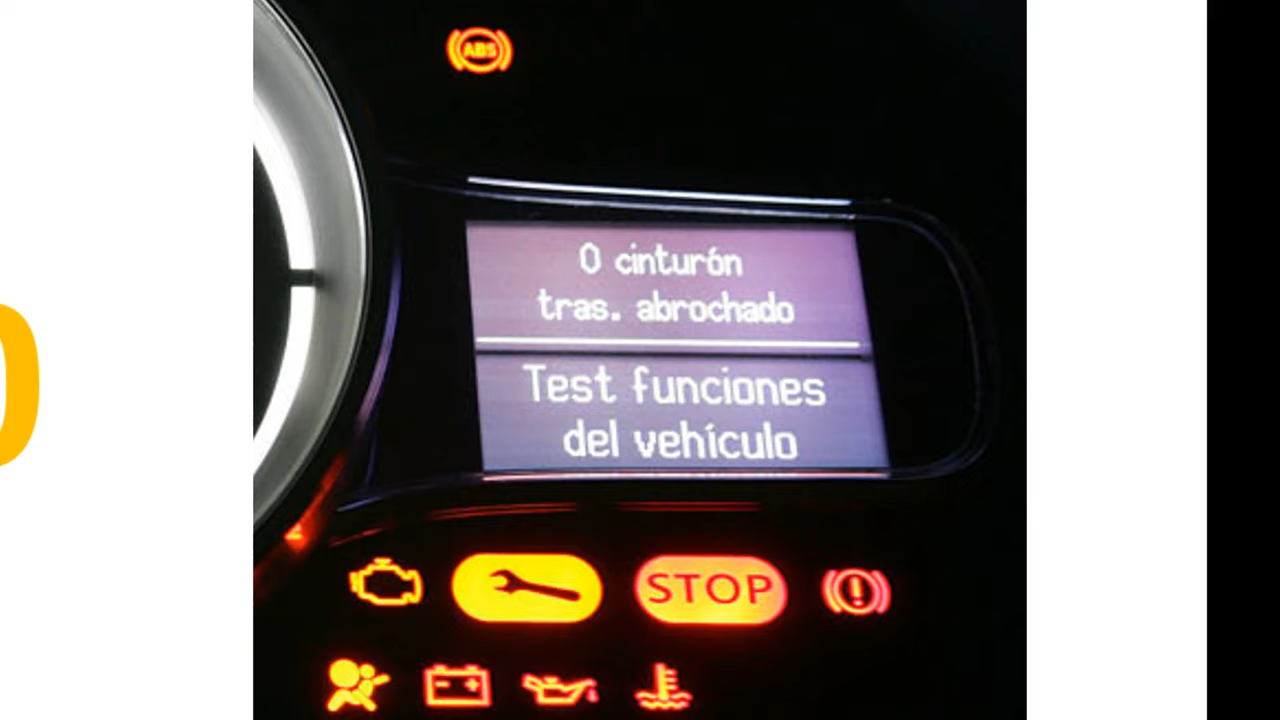 ABS
0 cinturón
tras. abrochado
Test funciones
del vehículo
STOP